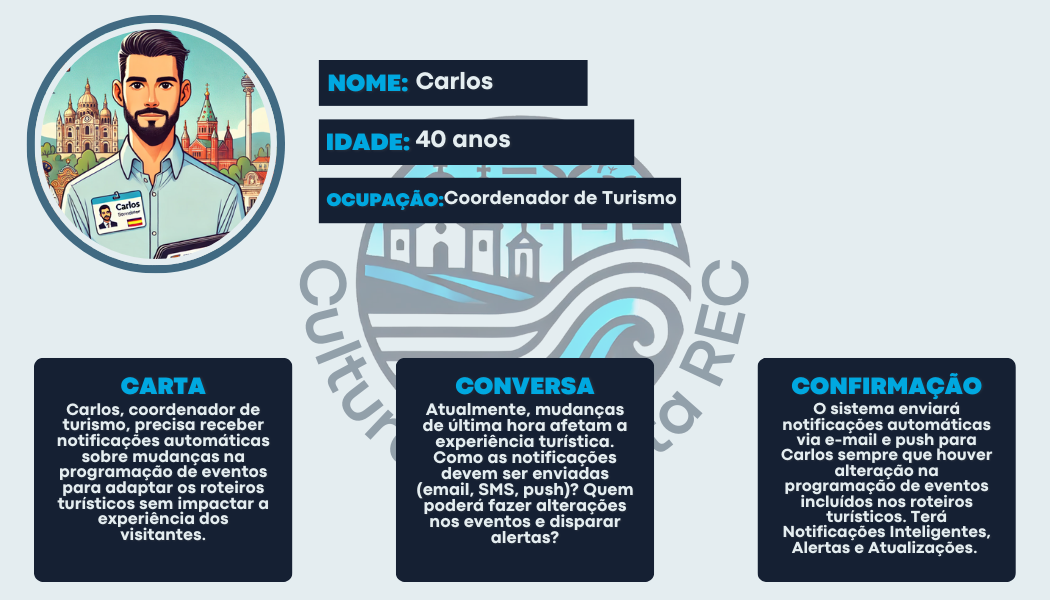 NOME: Carlos
IDADE: 40 anos
OCUPAÇÃO:Coordenador de Turismo
Carlos
Cultur
ta REC
CARTA
Carlos, coordenador de
turismo, precisa receber
notificações automáticas
sobre mudanças na
programação de eventos
para adaptar os roteiros
turísticos sem impactar a
experiência dos
visitantes.
CONVERSA
Atualmente, mudanças
de última hora afetam a
experiência turística.
Como as notificações
devem ser enviadas
(email, SMS, push)? Quem
poderá fazer alterações
nos eventos e disparar
alertas?
CONFIRMAÇÃO
O sistema enviará
notificações automáticas
via e-mail e push para
Carlos sempre que houver
alteração na
programação de eventos
incluídos nos roteiros
turísticos. Terá
Notificações Inteligentes,
Alertas e Atualizações.